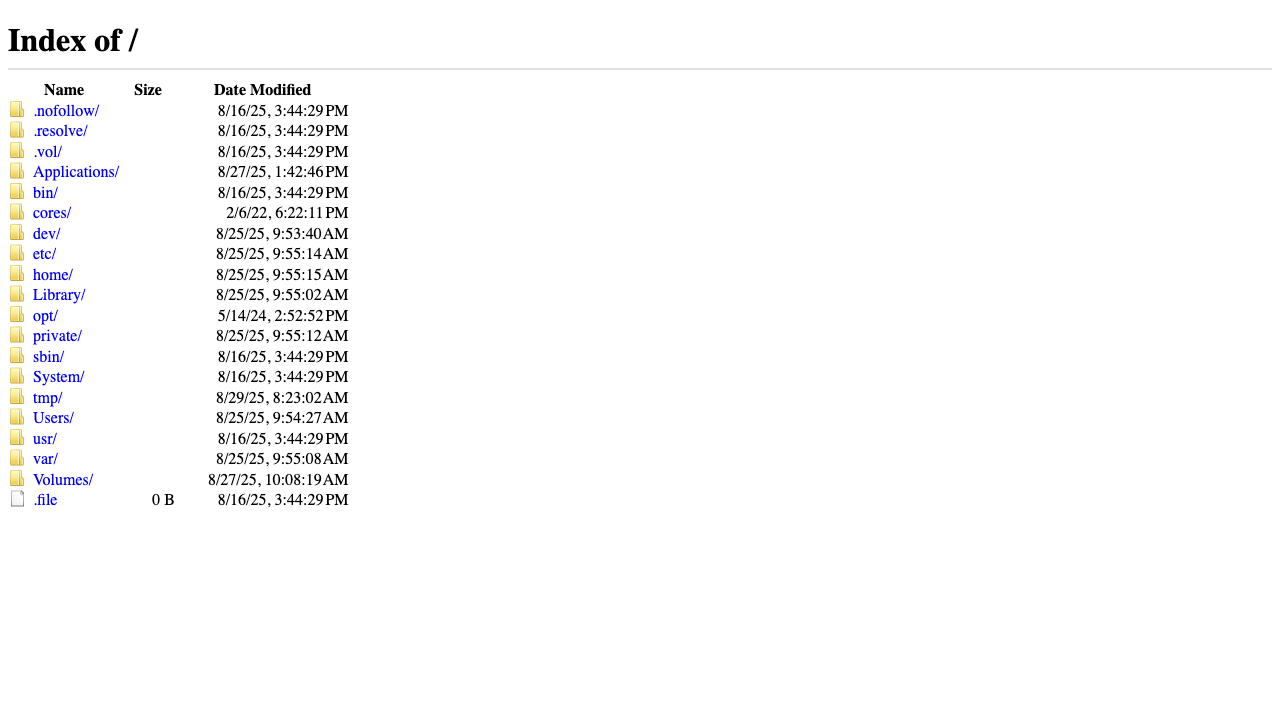 Index of /
Name Size Date Modified
.nofollow/ 8/16/25, 3:44:29 PM
.resolve/ 8/16/25, 3:44:29 PM
.vol/ 8/16/25, 3:44:29 PM
Applications/ 8/27/25, 1:42:46 PM
bin/ 8/16/25, 3:44:29 PM
cores/ 2/6/22, 6:22:11 PM
dev/ 8/25/25, 9:53:40 AM
etc/ 8/25/25, 9:55:14 AM
home/ 8/25/25, 9:55:15 AM
Library/ 8/25/25, 9:55:02 AM
opt/ 5/14/24, 2:52:52 PM
private/ 8/25/25, 9:55:12 AM
sbin/ 8/16/25, 3:44:29 PM
System/ 8/16/25, 3:44:29 PM
tmp/ 8/29/25, 8:23:02 AM
Users/ 8/25/25, 9:54:27 AM
usr/ 8/16/25, 3:44:29 PM
var/ 8/25/25, 9:55:08 AM
Volumes/ 8/27/25, 10:08:19 AM
.file 0 B 8/16/25, 3:44:29 PM